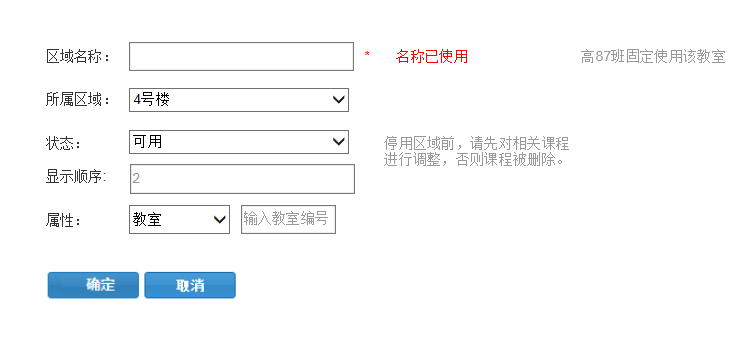 区域名称： * 名称已使用 高87班固定使用该教室
所属区域： 4号楼
状态： 可用 停用区域前，请先对相关课程
进行调整，否则课程被删除。
显示顺序: 2
属性： 教室 输入教室编号
确定 取消